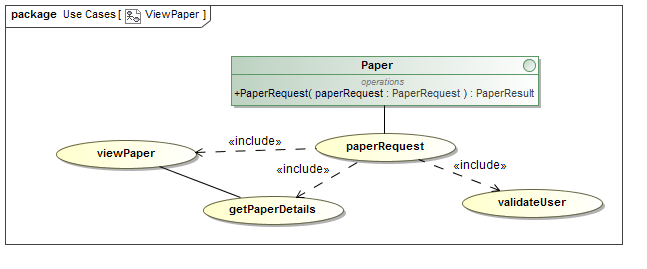 package Use Cases [ ViewPaper ]
Paper
operations
+PaperRequest( paperRequest : PaperRequest ) : PaperResult
«include»
viewPaper
paperRequest
«include»
«include»
getPaperDetails
validateUser